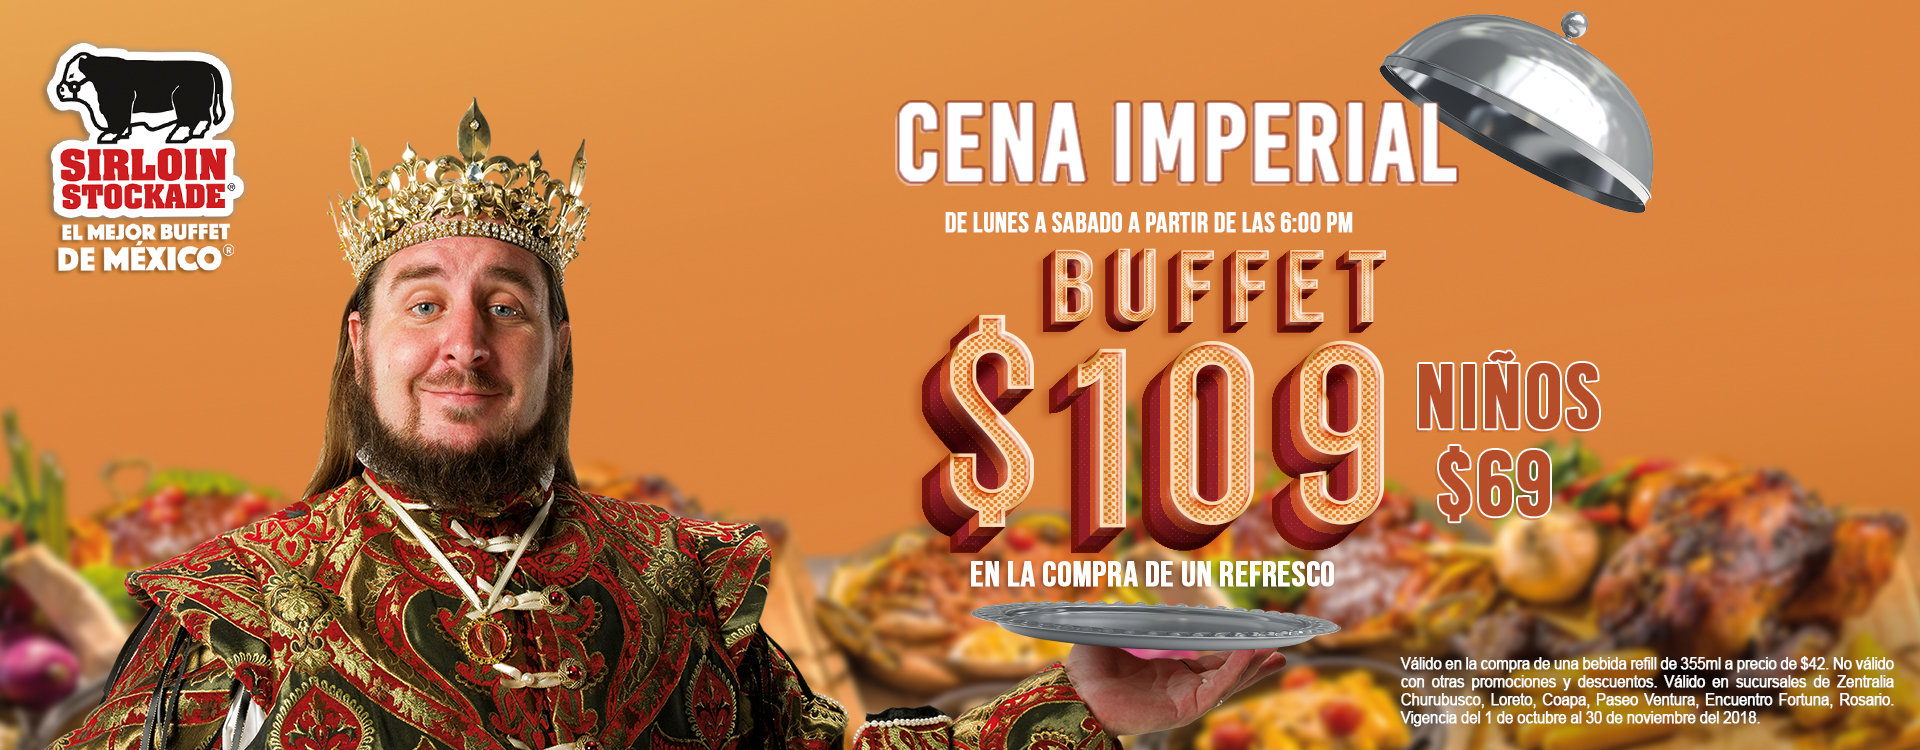 SIRLOIN
STOCKADE®
EL MEJOR BUFFET
DE MÉXICO®
CENA IMPERIAL
DE LUNES A SABADO A PARTIR DE LAS 6:00 PM
BUFFET
$109
NIÑOS
$69
EN LA COMPRA DE UN REFRESCO
Válido en la compra de una bebida refill de 355ml a precio de $42. No válido
con otras promociones y descuentos. Válido en sucursales de Zentralia
Churubusco, Loreto, Coapa, Paseo Ventura, Encuentro Fortuna, Rosario.
Vigencia del 1 de octubre al 30 de noviembre del 2018.